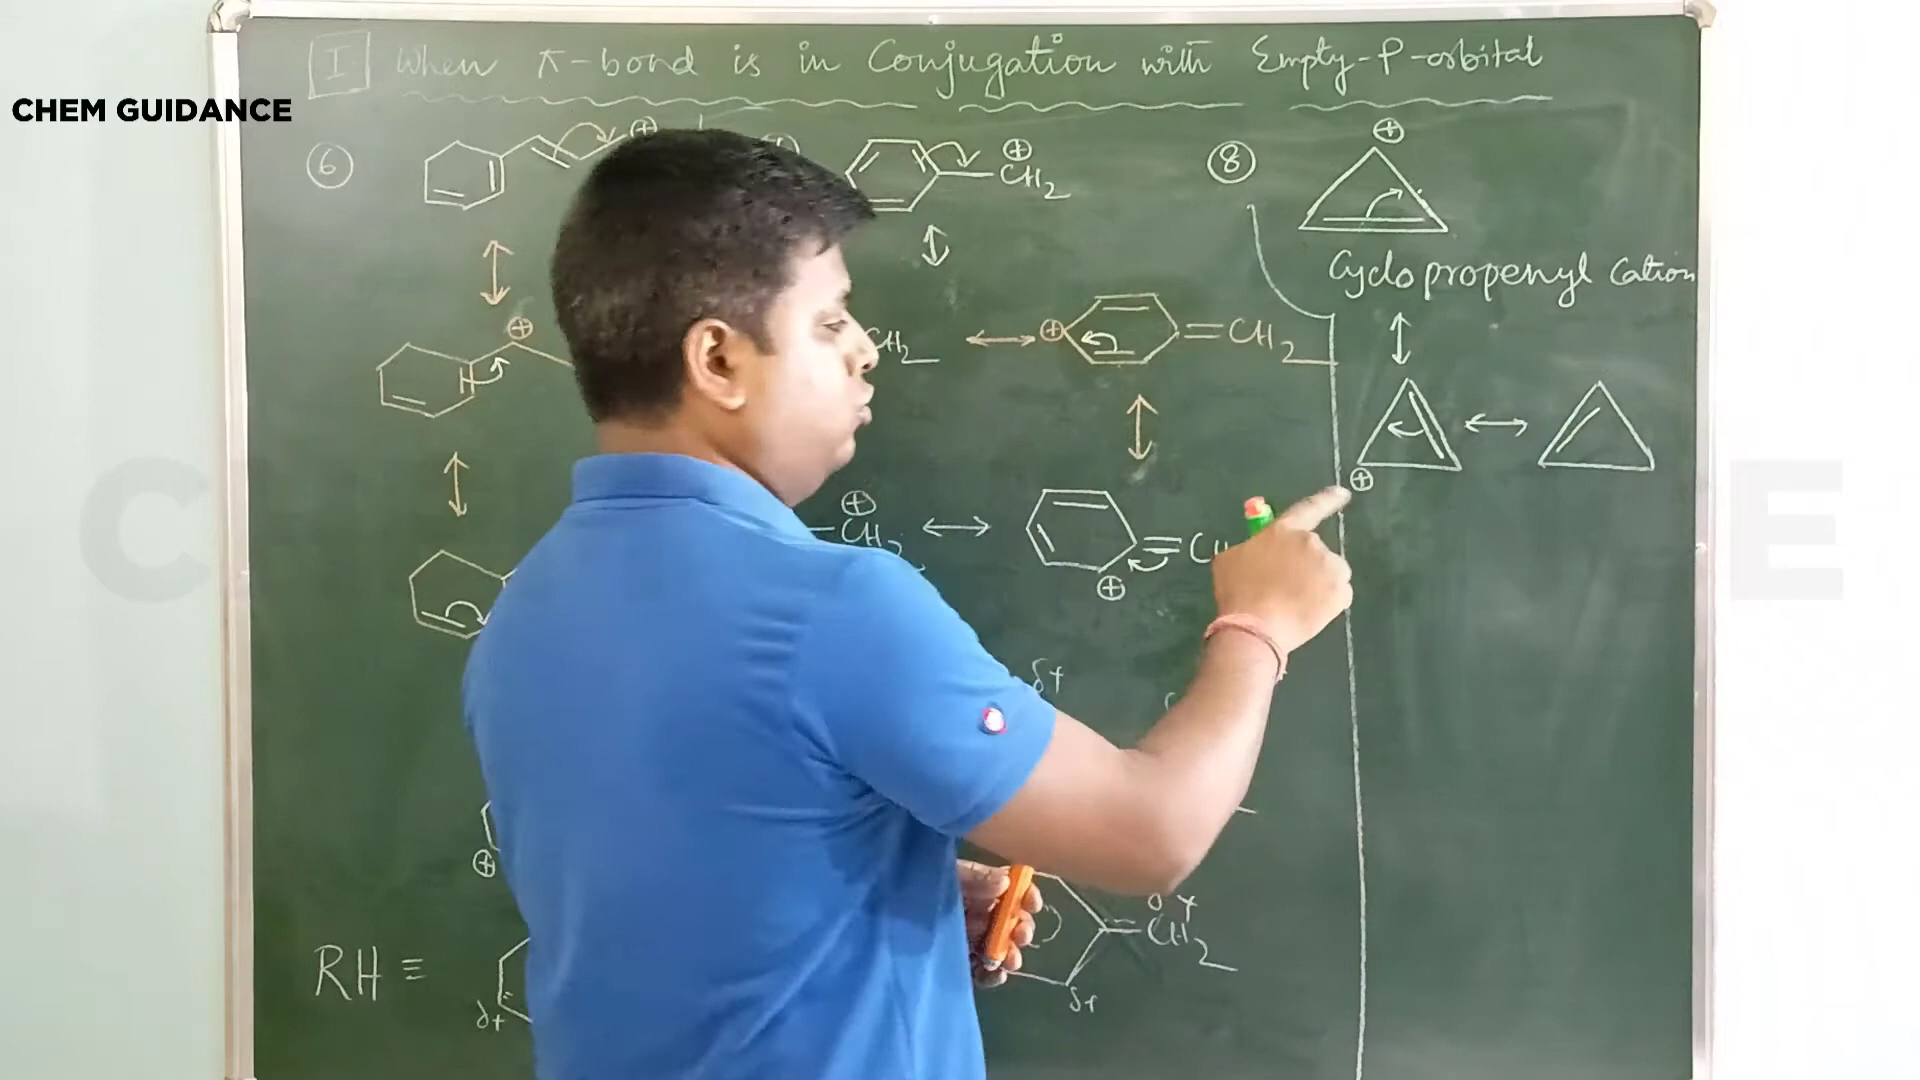 I When π-bond is in Conjugation with Empty-P-orbital
CHEM GUIDANCE
6
⊕
⊕
CH2
8
⊕
Cyclopropenyl Cation
⊕
CH2
⊕
=CH2
⊕
⊕
CH2
⊕
δ+
⊕
=CH2
RH ≡
δ+
δ+